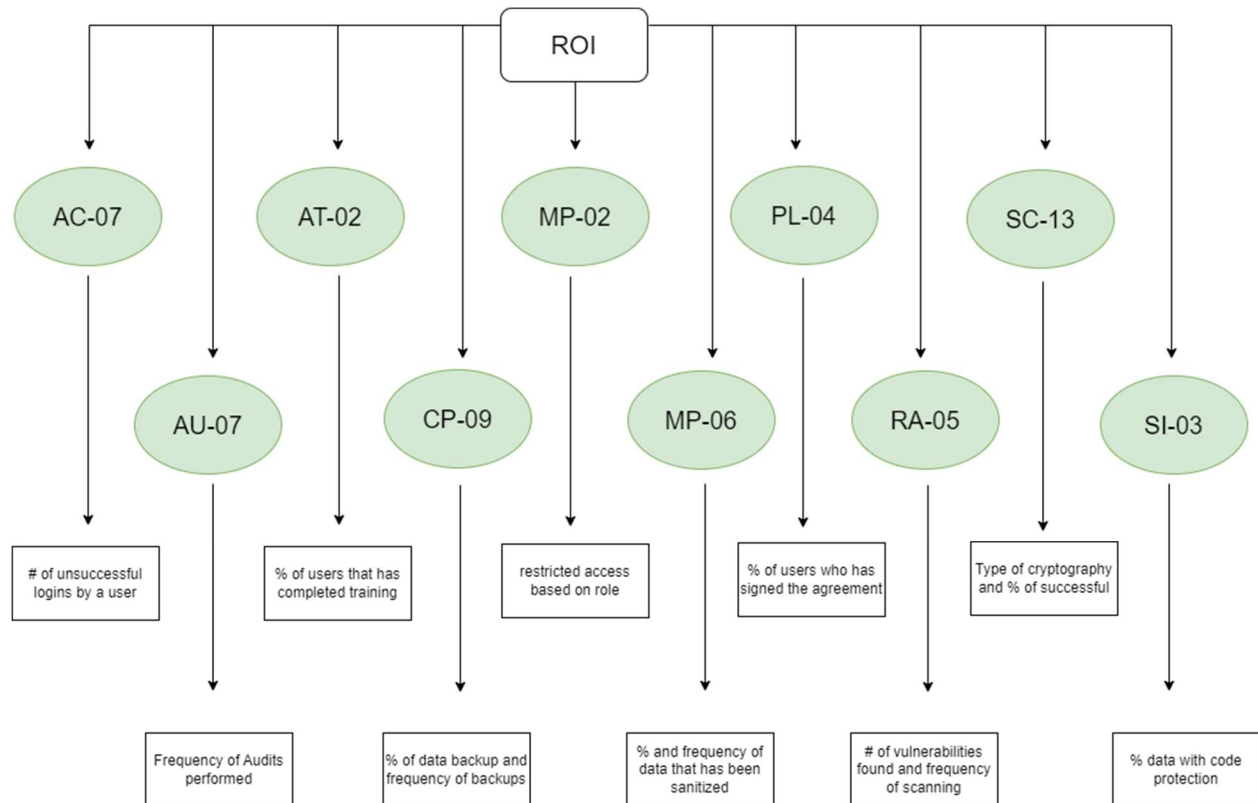 ROI
AC-07
AT-02
MP-02
PL-04
SC-13
AU-07
CP-09
MP-06
RA-05
SI-03
# of unsuccessful
logins by a user
% of users that has
completed training
restricted access
based on role
% of users who has
signed the agreement
Type of cryptography
and % of successful
Frequency of Audits
performed
% of data backup and
frequency of backups
% and frequency of
data that has been
sanitized
# of vulnerabilities
found and frequency
of scanning
% data with code
protection